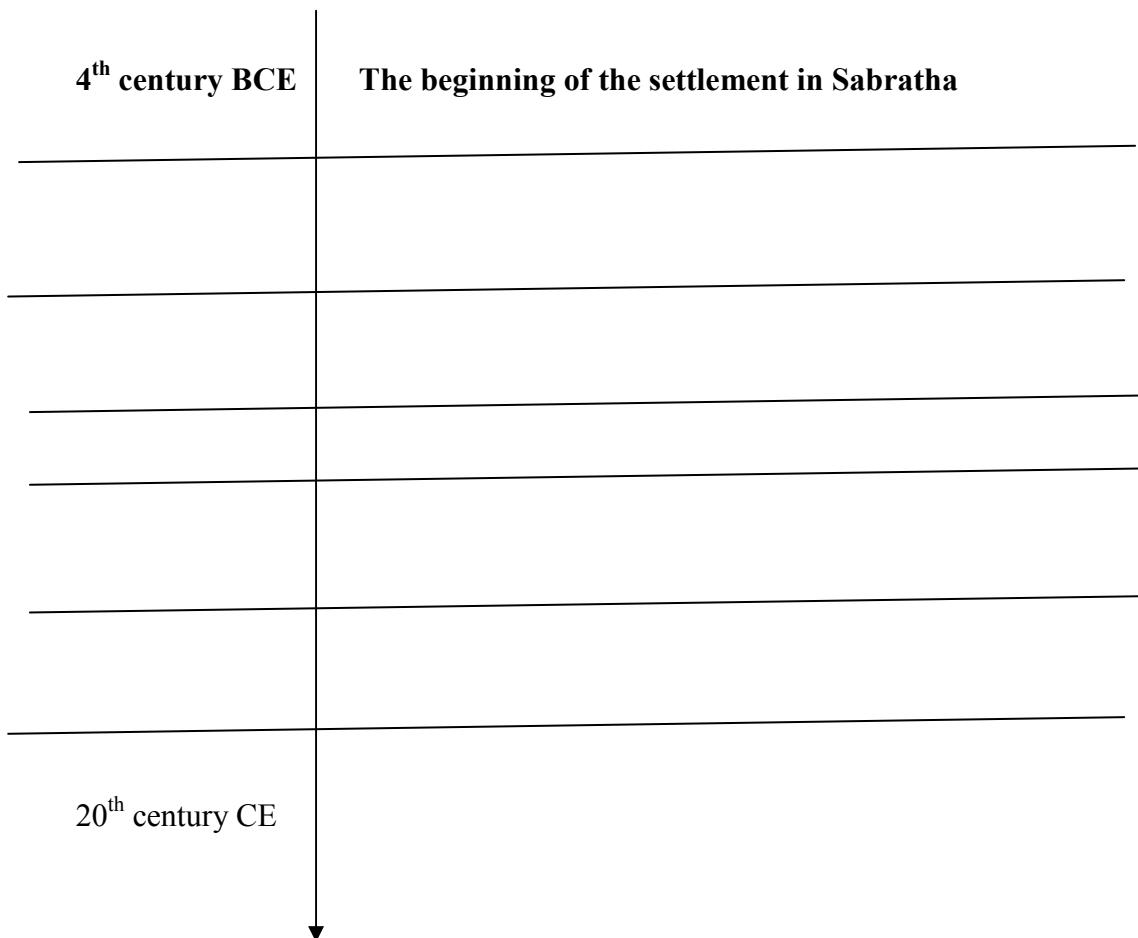 4th century BCE The beginning of the settlement in Sabratha
20th century CE